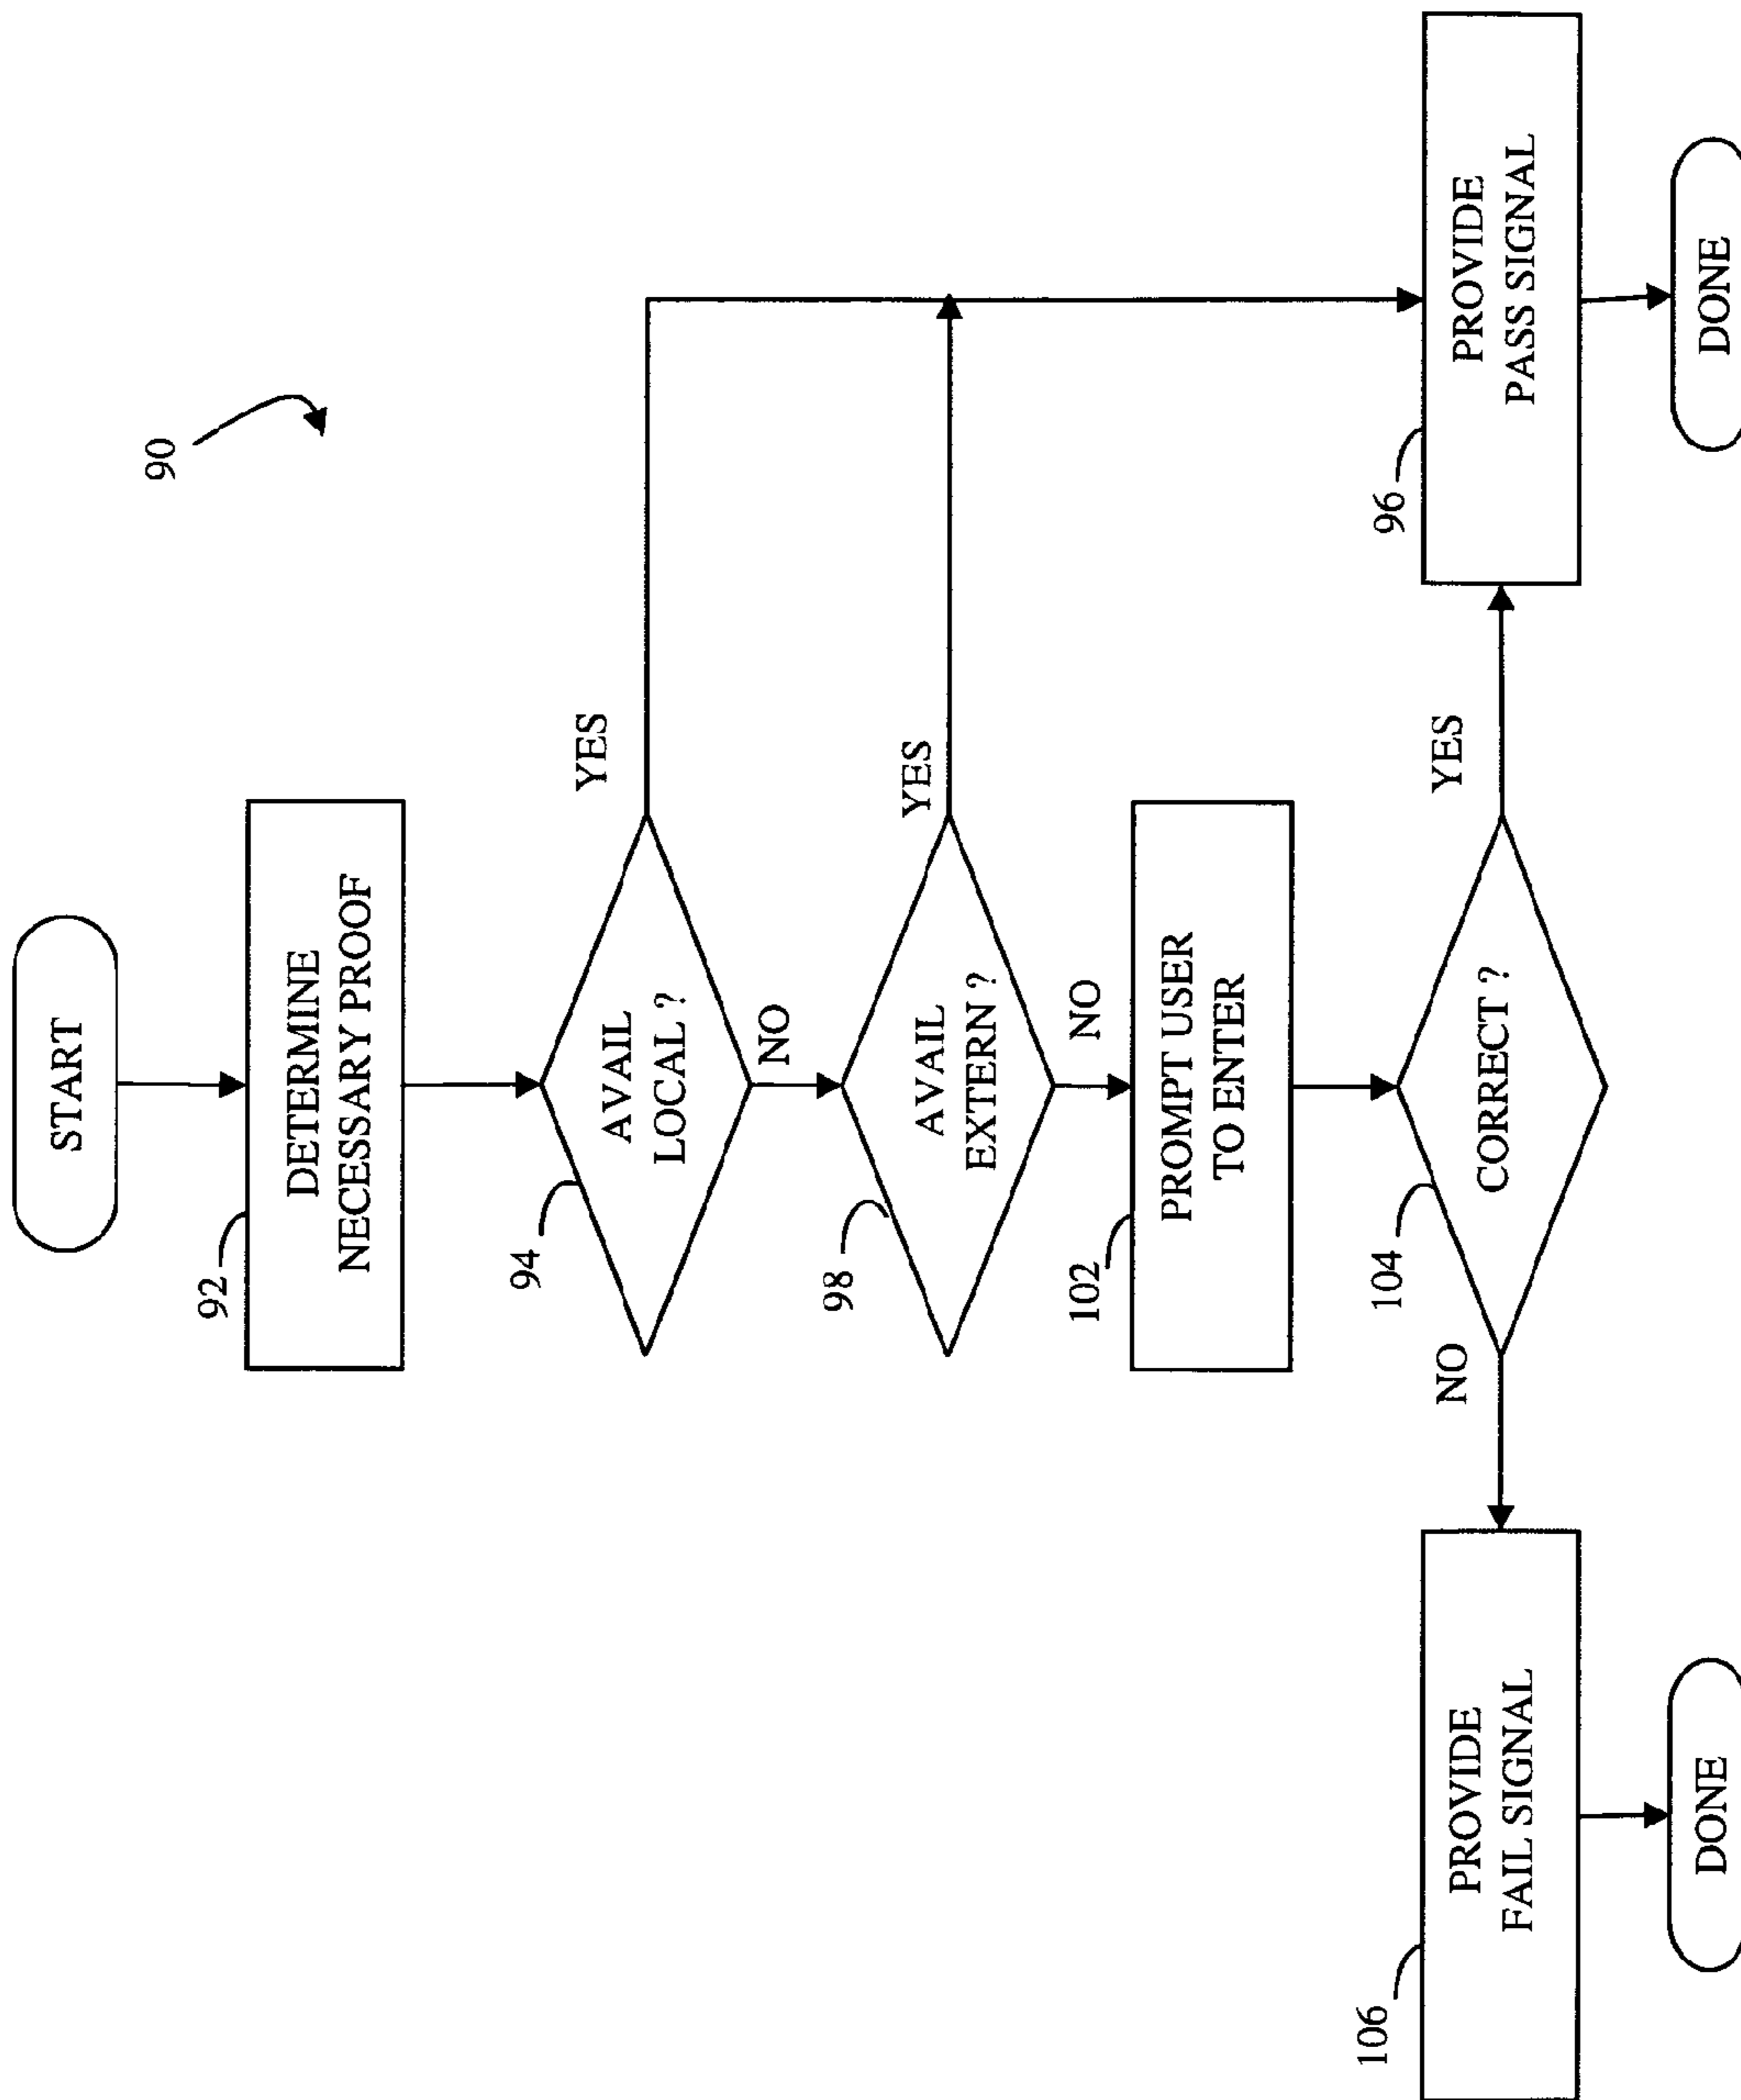 START
90
92
DETERMINE
NECESSARY PROOF
94
AVAIL
LOCAL ?
YES
NO
98
AVAIL
EXTERN ?
YES
NO
102
PROMPT USER
TO ENTER
104
CORRECT ?
NO
YES
106
PROVIDE
FAIL SIGNAL
96
PROVIDE
PASS SIGNAL
DONE
DONE